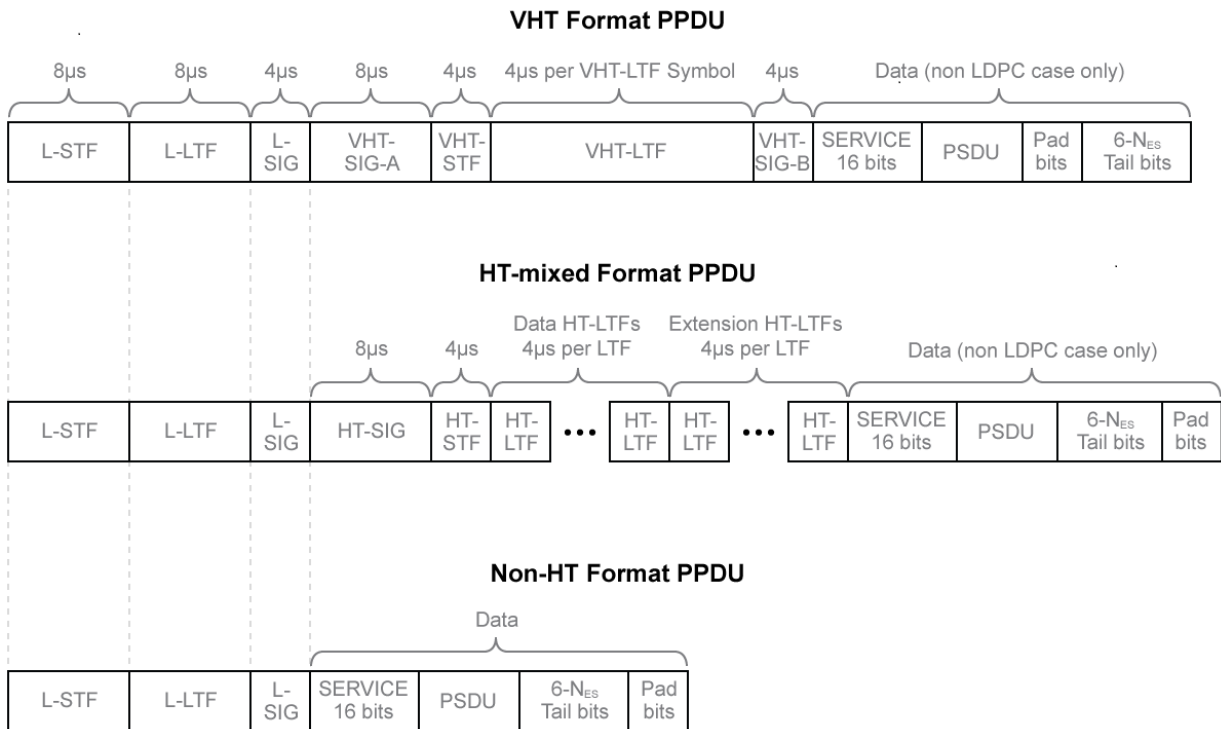 VHT Format PPDU
8µs 8µs 4µs 8µs 4µs 4µs per VHT-LTF Symbol 4µs Data (non LDPC case only)
L-STF L-LTF L-SIG VHT-SIG-A VHT-STF VHT-LTF VHT-SIG-B SERVICE 16 bits PSDU Pad bits 6-NES Tail bits
HT-mixed Format PPDU
Data HT-LTFs Extension HT-LTFs
8µs 4µs 4µs per LTF 4µs per LTF Data (non LDPC case only)
L-STF L-LTF L-SIG HT-SIG HT-STF HT-LTF ••• HT-LTF HT-LTF ••• HT-LTF SERVICE 16 bits PSDU 6-NES Tail bits Pad bits
Non-HT Format PPDU
Data
L-STF L-LTF L-SIG SERVICE 16 bits PSDU 6-NES Tail bits Pad bits